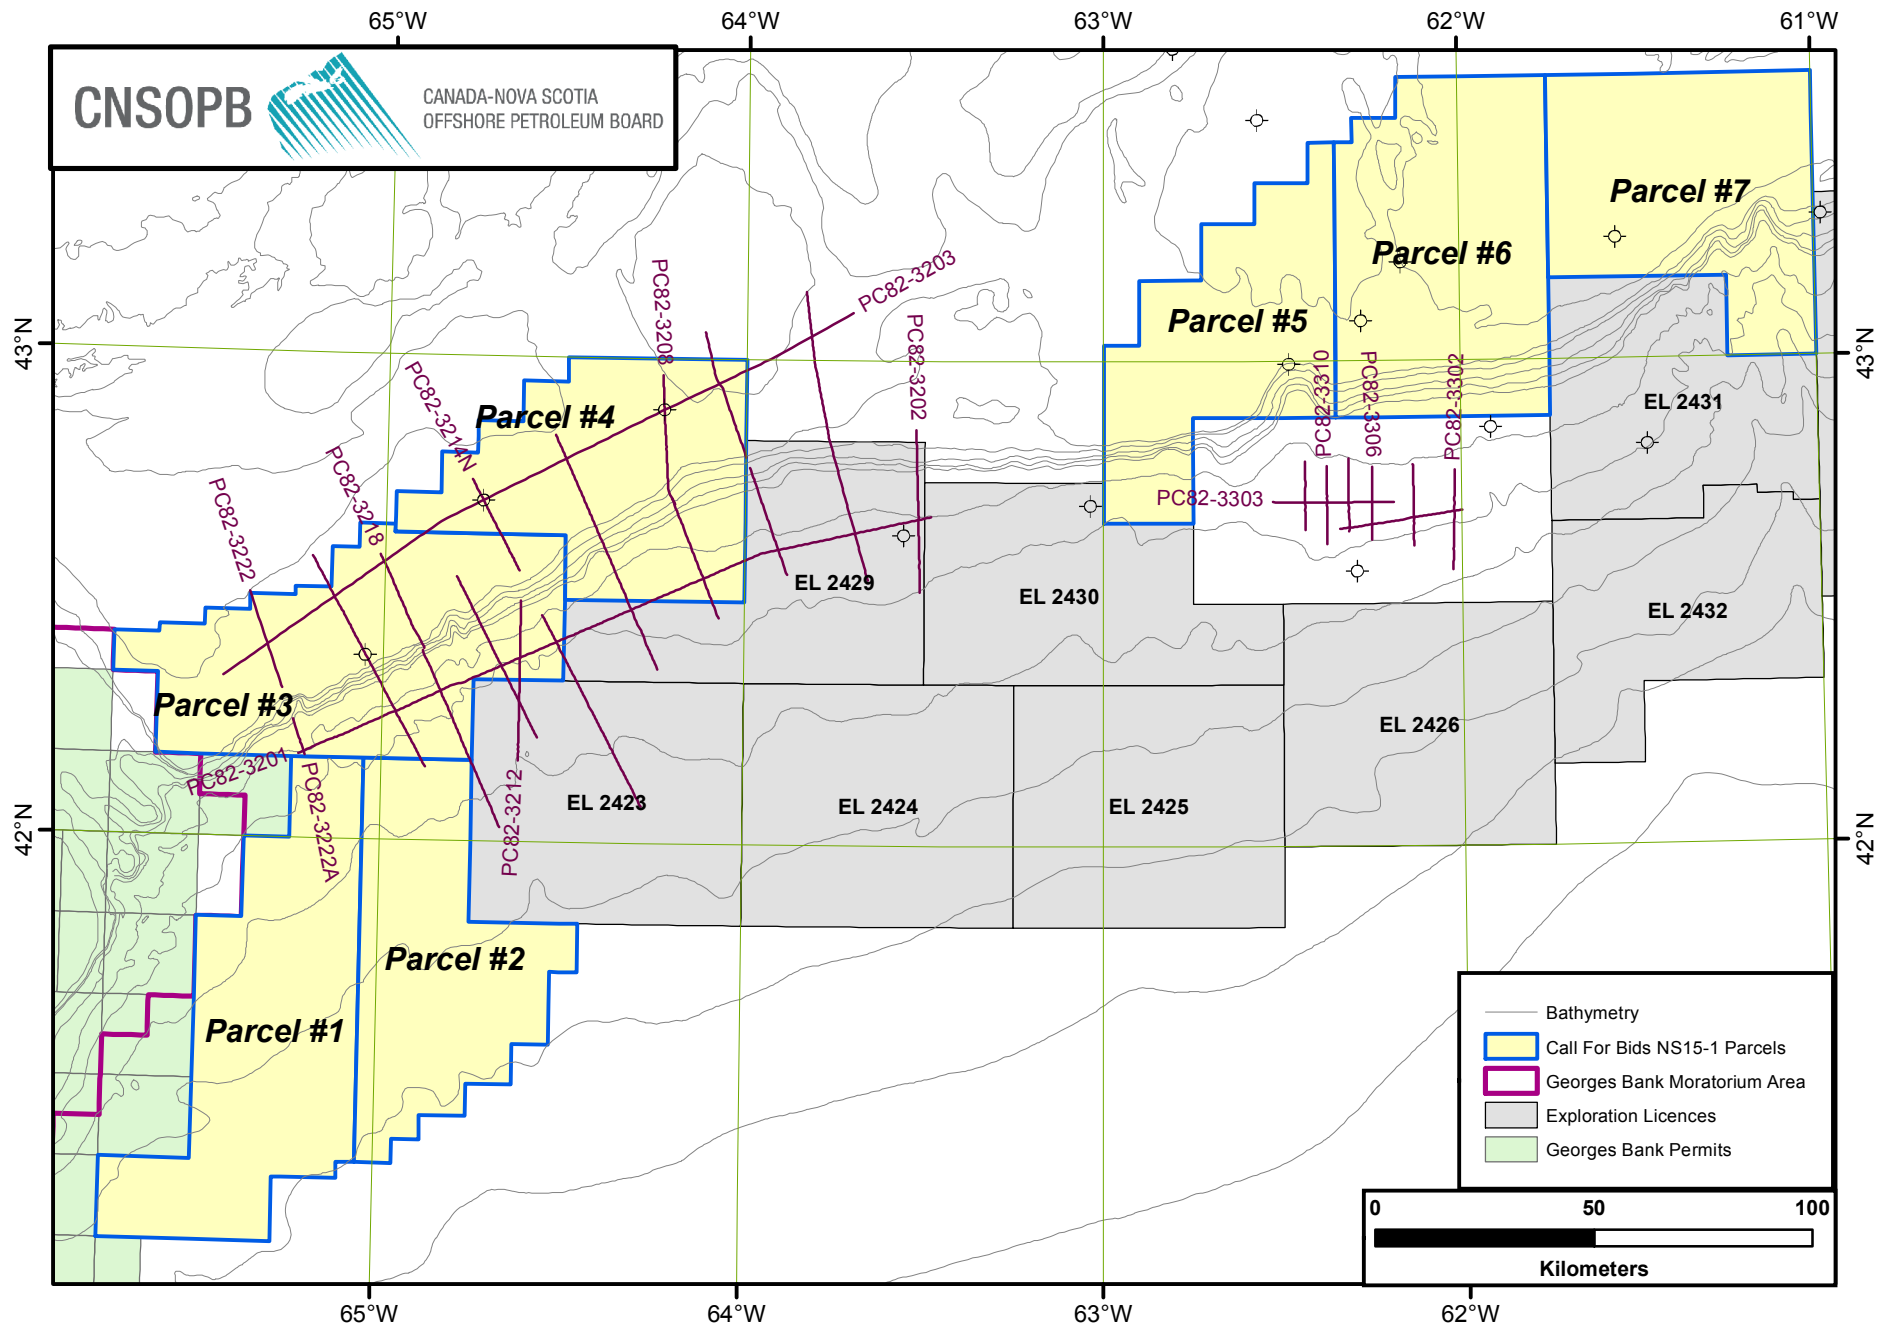 65°W
64°W
63°W
62°W
61°W
CNSOPB
CANADA-NOVA SCOTIA
OFFSHORE PETROLEUM BOARD
Parcel #7
Parcel #6
Parcel #5
PC82-3203
PC82-3208
PC82-3202
43°N
43°N
PC82-3310
PC82-3306
PC82-3302
PC82-3214N
Parcel #4
EL 2431
PC82-3218
PC82-3222
PC82-3303
EL 2429
EL 2430
EL 2432
Parcel #3
EL 2426
PC82-3201
PC82-3222A
PC82-3212
EL 2423
EL 2424
EL 2425
42°N
42°N
Parcel #2
Parcel #1
Bathymetry
Call For Bids NS15-1 Parcels
Georges Bank Moratorium Area
Exploration Licences
Georges Bank Permits
0 50 100
Kilometers
65°W
64°W
63°W
62°W